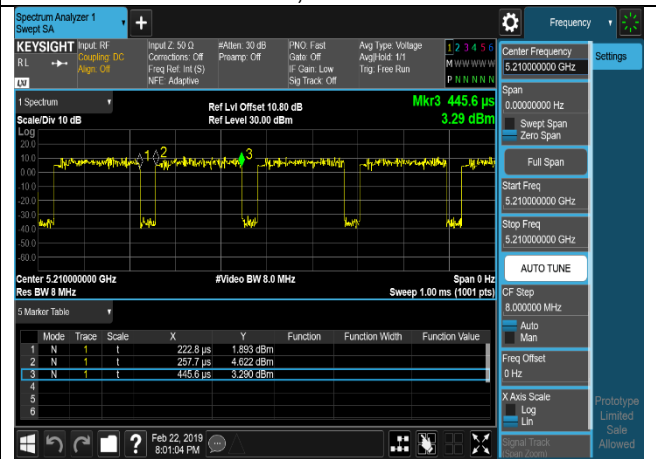 Spectrum Analyzer 1
Swept SA
+
Frequency
KEYSIGHT
RL
Input: RF
Coupling: DC
Align: Off
Input Z: 50 Ω
Corrections: Off
Freq Ref: Int (S)
NFE: Adaptive
#Atten: 30 dB
Preamp: Off
PNO: Fast
Gate: Off
IF Gain: Low
Sig Track: Off
Avg Type: Voltage
Avg|Hold: 1/1
Trig: Free Run
1 2 3 4 5 6
M W W W W W
P N N N N N
LXI
1 Spectrum
Scale/Div 10 dB
Ref Lvl Offset 10.80 dB
Ref Level 30.00 dBm
Mkr3 445.6 µs
3.29 dBm
Log
20.0
10.0
0.00
-10.0
-20.0
-30.0
-40.0
-50.0
-60.0
1
2
3
Center 5.210000000 GHz
Res BW 8 MHz
#Video BW 8.0 MHz
Span 0 Hz
Sweep 1.00 ms (1001 pts)
5 Marker Table
Mode Trace Scale X Y Function Function Width Function Value
1 N 1 t 222.8 µs 1.893 dBm
2 N 1 t 257.7 µs 4.622 dBm
3 N 1 t 445.6 µs 3.290 dBm
4
5
6
Feb 22, 2019
8:01:04 PM
Center Frequency
5.210000000 GHz
Settings
Span
0.00000000 Hz
Swept Span
Zero Span
Full Span
Start Freq
5.210000000 GHz
Stop Freq
5.210000000 GHz
AUTO TUNE
CF Step
8.000000 MHz
Auto
Man
Freq Offset
0 Hz
X Axis Scale
Log
Lin
Signal Track
(Span Zoom)
Prototype
Limited
Sale
Allowed